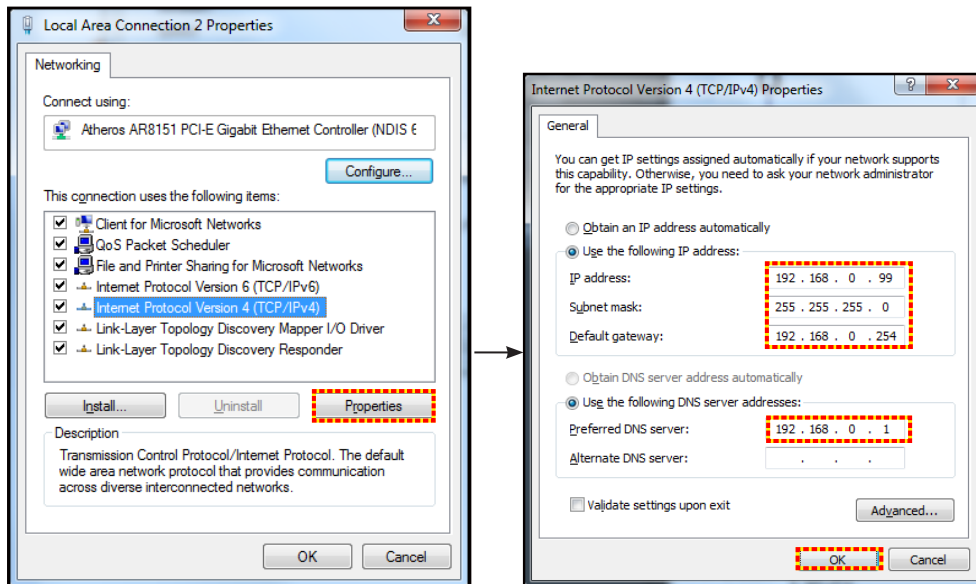 Local Area Connection 2 Properties
Networking
Connect using:
Atheros AR8151 PCI-E Gigabit Ethernet Controller (NDIS 6
Configure...
This connection uses the following items:
Client for Microsoft Networks
QoS Packet Scheduler
File and Printer Sharing for Microsoft Networks
Internet Protocol Version 6 (TCP/IPv6)
Internet Protocol Version 4 (TCP/IPv4)
Link-Layer Topology Discovery Mapper I/O Driver
Link-Layer Topology Discovery Responder
Install...
Uninstall
Properties
Description
Transmission Control Protocol/Internet Protocol. The default
wide area network protocol that provides communication
across diverse interconnected networks.
OK
Cancel
Internet Protocol Version 4 (TCP/IPv4) Properties
?
General
You can get IP settings assigned automatically if your network supports
this capability. Otherwise, you need to ask your network administrator
for the appropriate IP settings.
Obtain an IP address automatically
Use the following IP address:
IP address: 192 . 168 . 0 . 99
Subnet mask: 255 . 255 . 255 . 0
Default gateway: 192 . 168 . 0 . 254
Obtain DNS server address automatically
Use the following DNS server addresses:
Preferred DNS server: 192 . 168 . 0 . 1
Alternate DNS server: . . .
Validate settings upon exit
Advanced...
OK
Cancel